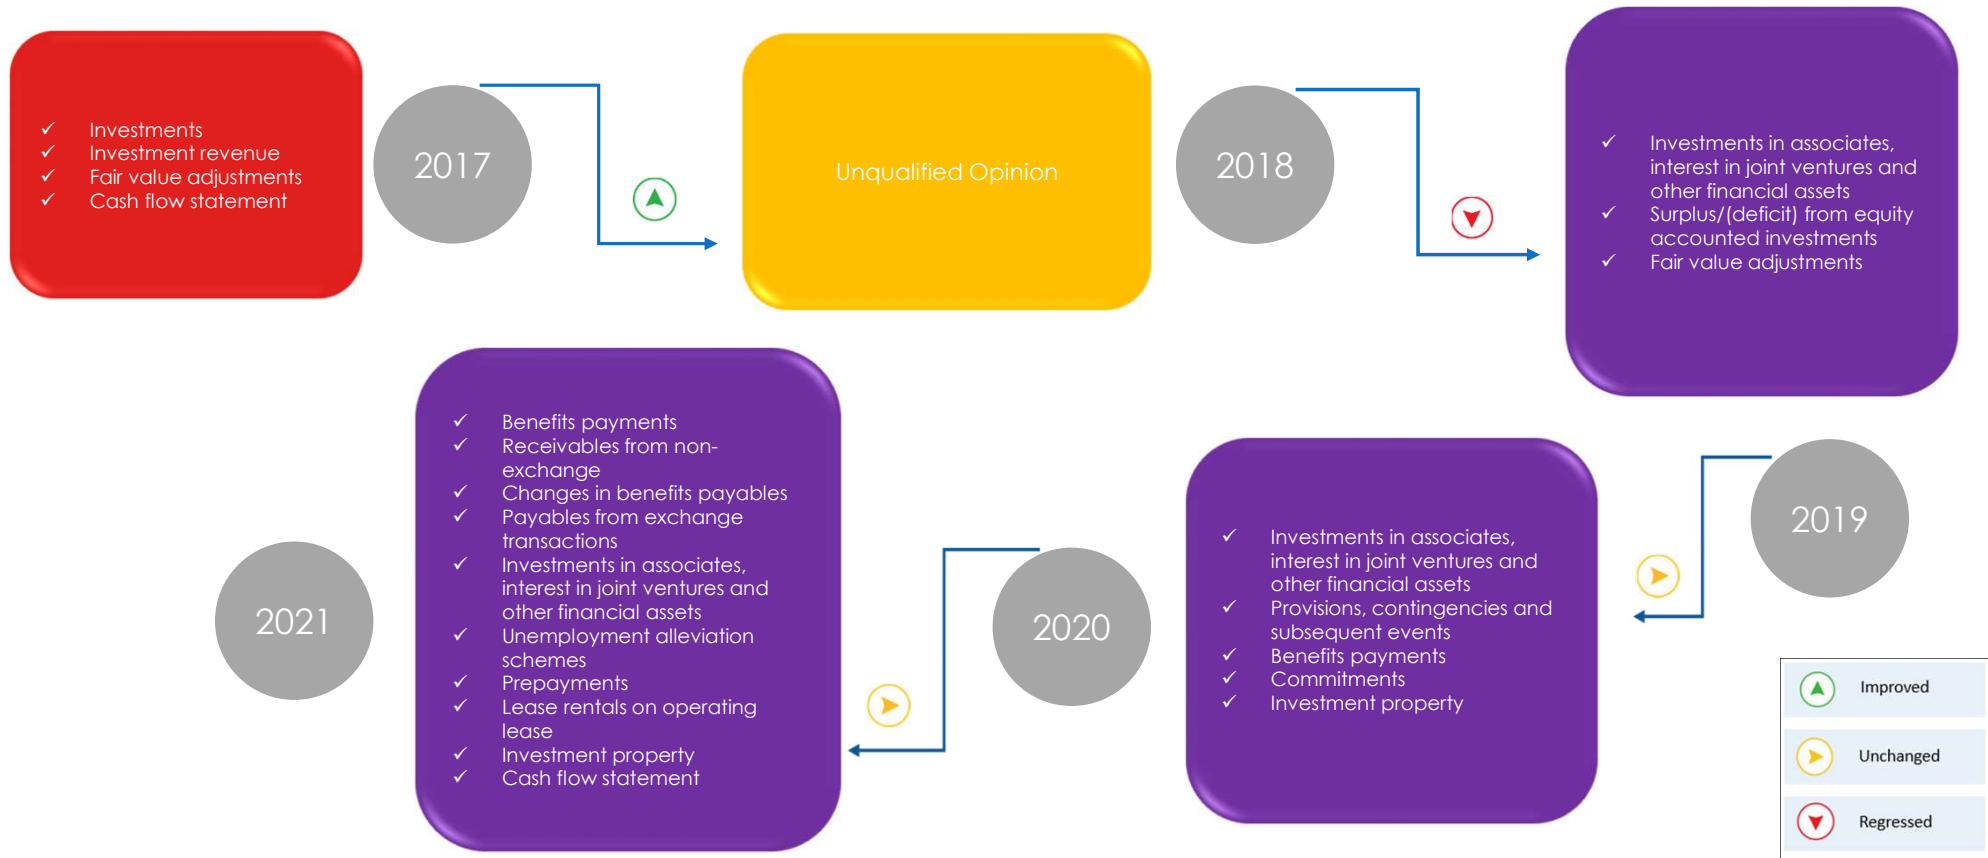 ✓ Investments
✓ Investment revenue
✓ Fair value adjustments
✓ Cash flow statement
2017
Unqualified Opinion
2018
✓ Investments in associates,
interest in joint ventures and
other financial assets
✓ Surplus/(deficit) from equity
accounted investments
✓ Fair value adjustments
2019
✓ Investments in associates,
interest in joint ventures and
other financial assets
✓ Provisions, contingencies and
subsequent events
✓ Benefits payments
✓ Commitments
✓ Investment property
2020
✓ Benefits payments
✓ Receivables from non-
exchange
✓ Changes in benefits payables
✓ Payables from exchange
transactions
✓ Investments in associates,
interest in joint ventures and
other financial assets
✓ Unemployment alleviation
schemes
✓ Prepayments
✓ Lease rentals on operating
lease
✓ Investment property
✓ Cash flow statement
2021
Improved
Unchanged
Regressed